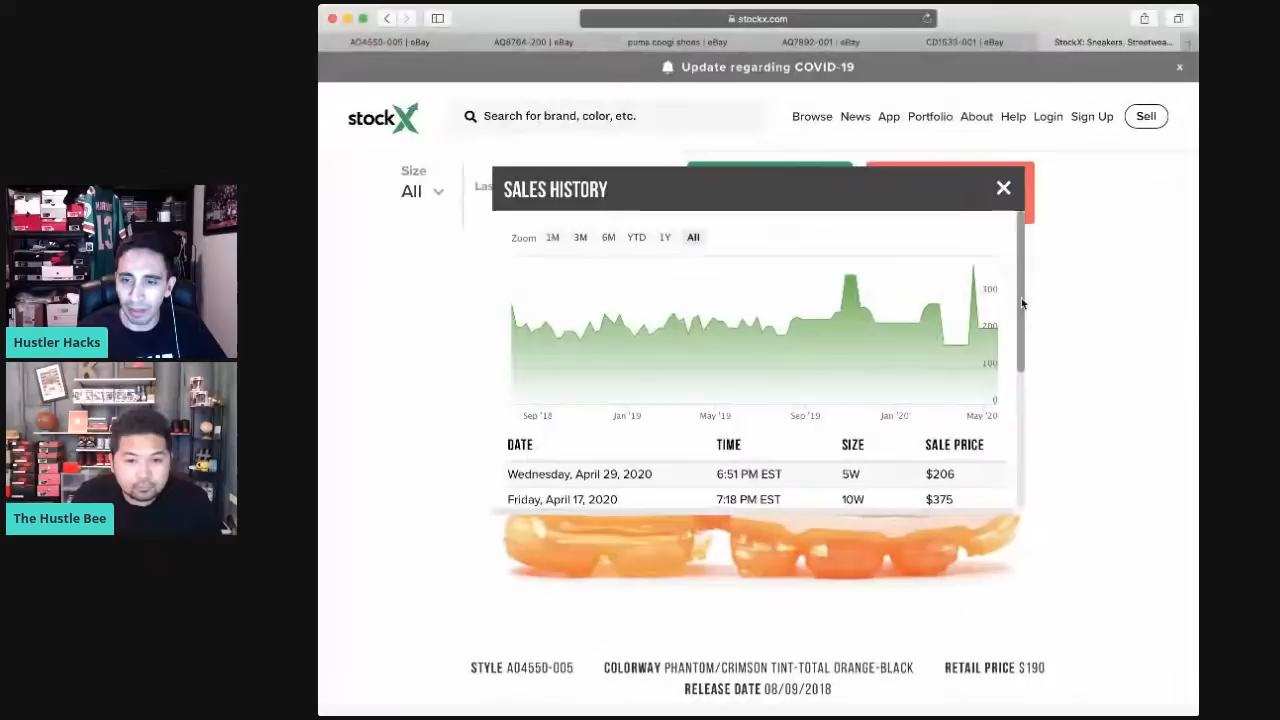 stockx.com
AO4550-005 | eBay
AQ8764-200 | eBay
puma coogi shoes | eBay
AQ7892-001 | eBay
CD1533-001 | eBay
StockX: Sneakers, Streetwea...
Update regarding COVID-19
stockX
Search for brand, color, etc.
Browse News App Portfolio About Help Login Sign Up Sell
Size
All
Las
SALES HISTORY
Zoom 1M 3M 6M YTD 1Y All
300
200
100
0
Sep '18 Jan '19 May '19 Sep '19 Jan '20 May '20
DATE TIME SIZE SALE PRICE
Wednesday, April 29, 2020 6:51 PM EST 5W $206
Friday, April 17, 2020 7:18 PM EST 10W $375
STYLE AO4550-005 COLORWAY PHANTOM/CRIMSON TINT-TOTAL ORANGE-BLACK RETAIL PRICE $190
RELEASE DATE 08/09/2018
Hustler Hacks
The Hustle Bee